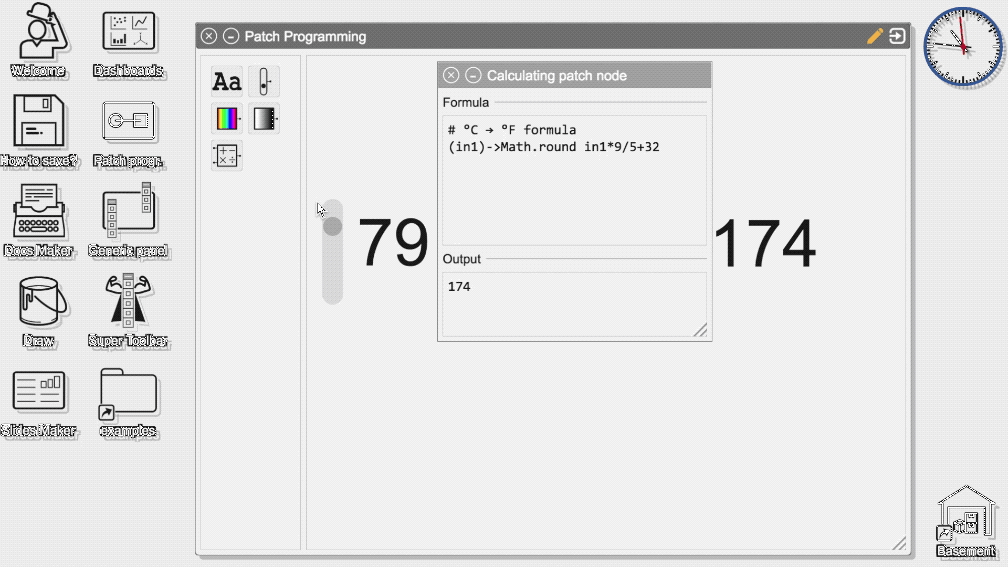 Welcome
Dashboards
How to save?
Patch progr.
Docs Maker
Generic panel
Draw
Super Toolbar
Slides Maker
examples
Patch Programming
Aa
79
Calculating patch node
Formula
# °C → °F formula
(in1)->Math.round in1*9/5+32
Output
174
174
Basement